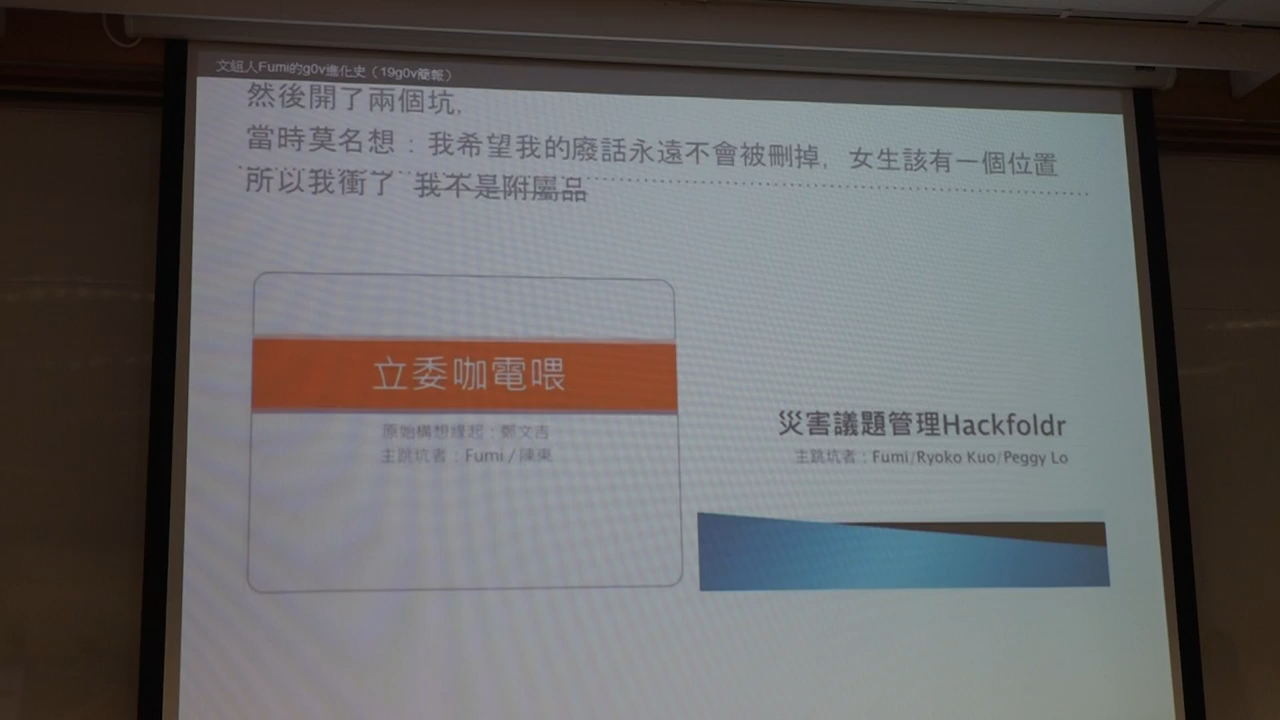 文組人Fumi的g0v進化史（19g0v簡報）
然後開了兩個坑,
當時莫名想：我希望我的廢話永遠不會被刪掉, 女生該有一個位置
所以我衝了 我不是附屬品
立委咖電喂
原始構想緣起：鄭文吉
主跳坑者：Fumi / 陳東
災害議題管理Hackfoldr
主跳坑者：Fumi/Ryoko Kuo/Peggy Lo